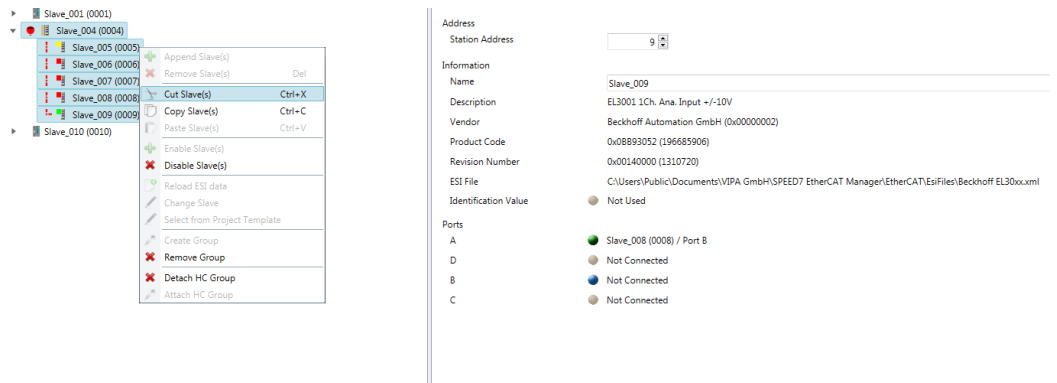 Slave_001 (0001)
Slave_004 (0004)
Slave_005 (0005)
Slave_006 (0006)
Slave_007 (0007)
Slave_008 (0008)
Slave_009 (0009)
Slave_010 (0010)
Append Slave(s)
Remove Slave(s) Del
Cut Slave(s) Ctrl+X
Copy Slave(s) Ctrl+C
Paste Slave(s) Ctrl+V
Enable Slave(s)
Disable Slave(s)
Reload ESI data
Change Slave
Select from Project Template
Create Group
Remove Group
Detach HC Group
Attach HC Group
Address
Station Address 9
Information
Name Slave_009
Description EL3001 1Ch. Ana. Input +/-10V
Vendor Beckhoff Automation GmbH (0x00000002)
Product Code 0x0BB93052 (196685906)
Revision Number 0x00140000 (1310720)
ESI File C:\Users\Public\Documents\VIPA GmbH\SPEED7 EtherCAT Manager\EtherCAT\EsiFiles\Beckhoff EL30xx.xml
Identification Value Not Used
Ports
A Slave_008 (0008) / Port B
D Not Connected
B Not Connected
C Not Connected